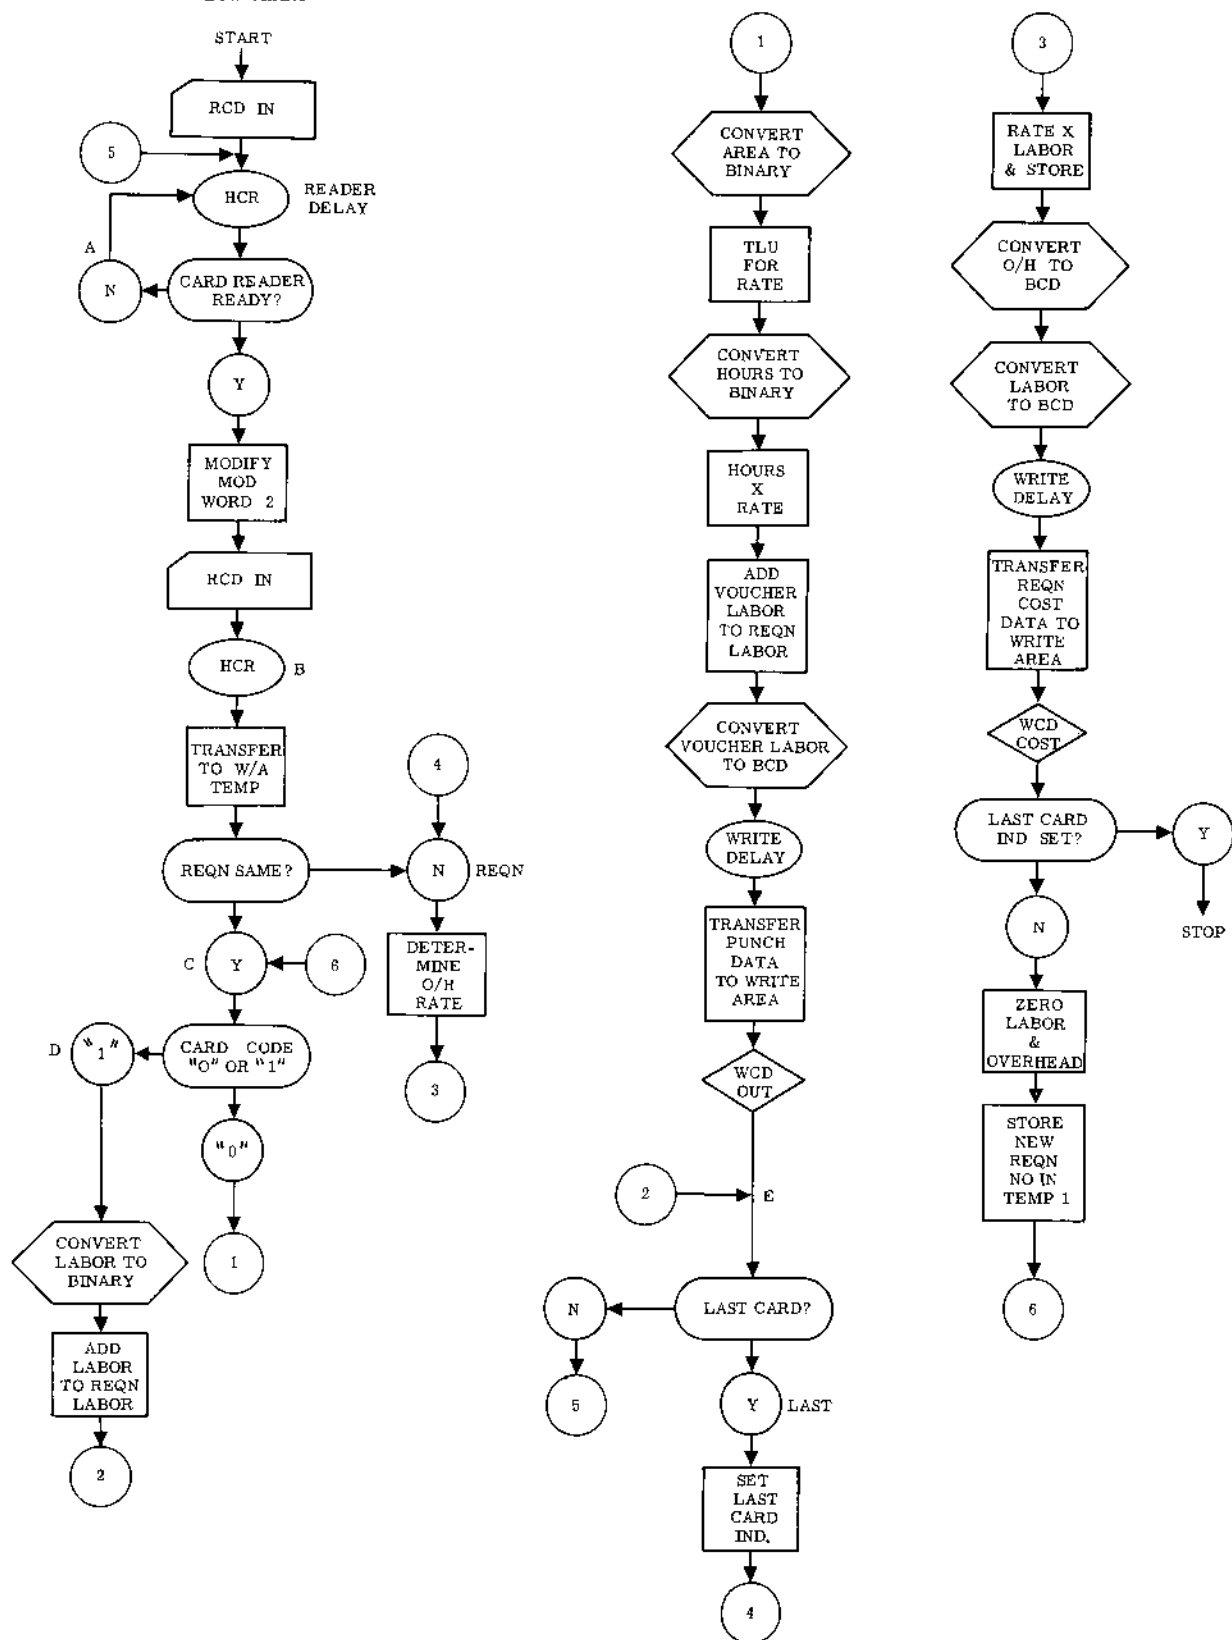 START
RCD IN
5
HCR
READER
DELAY
A
N
CARD READER
READY?
Y
MODIFY
MOD
WORD 2
RCD IN
HCR
B
TRANSFER
TO W/A
TEMP
4
REQN SAME?
N
REQN
C
Y
6
DETER-
MINE
O/H
RATE
D
"1"
CARD CODE
"O" OR "1"
3
"0"
CONVERT
LABOR TO
BINARY
1
ADD
LABOR
TO REQN
LABOR
2
1
CONVERT
AREA TO
BINARY
TLU
FOR
RATE
CONVERT
HOURS TO
BINARY
HOURS
X
RATE
ADD
VOUCHER
LABOR
TO REQN
LABOR
CONVERT
VOUCHER LABOR
TO BCD
WRITE
DELAY
TRANSFER
PUNCH
DATA
TO WRITE
AREA
WCD
OUT
2
E
N
LAST CARD?
5
Y
LAST
SET
LAST
CARD
IND.
4
3
RATE X
LABOR
& STORE
CONVERT
O/H TO
BCD
CONVERT
LABOR
TO BCD
WRITE
DELAY
TRANSFER
REQN
COST
DATA TO
WRITE
AREA
WCD
COST
LAST CARD
IND SET?
Y
STOP
N
ZERO
LABOR
&
OVERHEAD
STORE
NEW
REQN
NO IN
TEMP 1
6